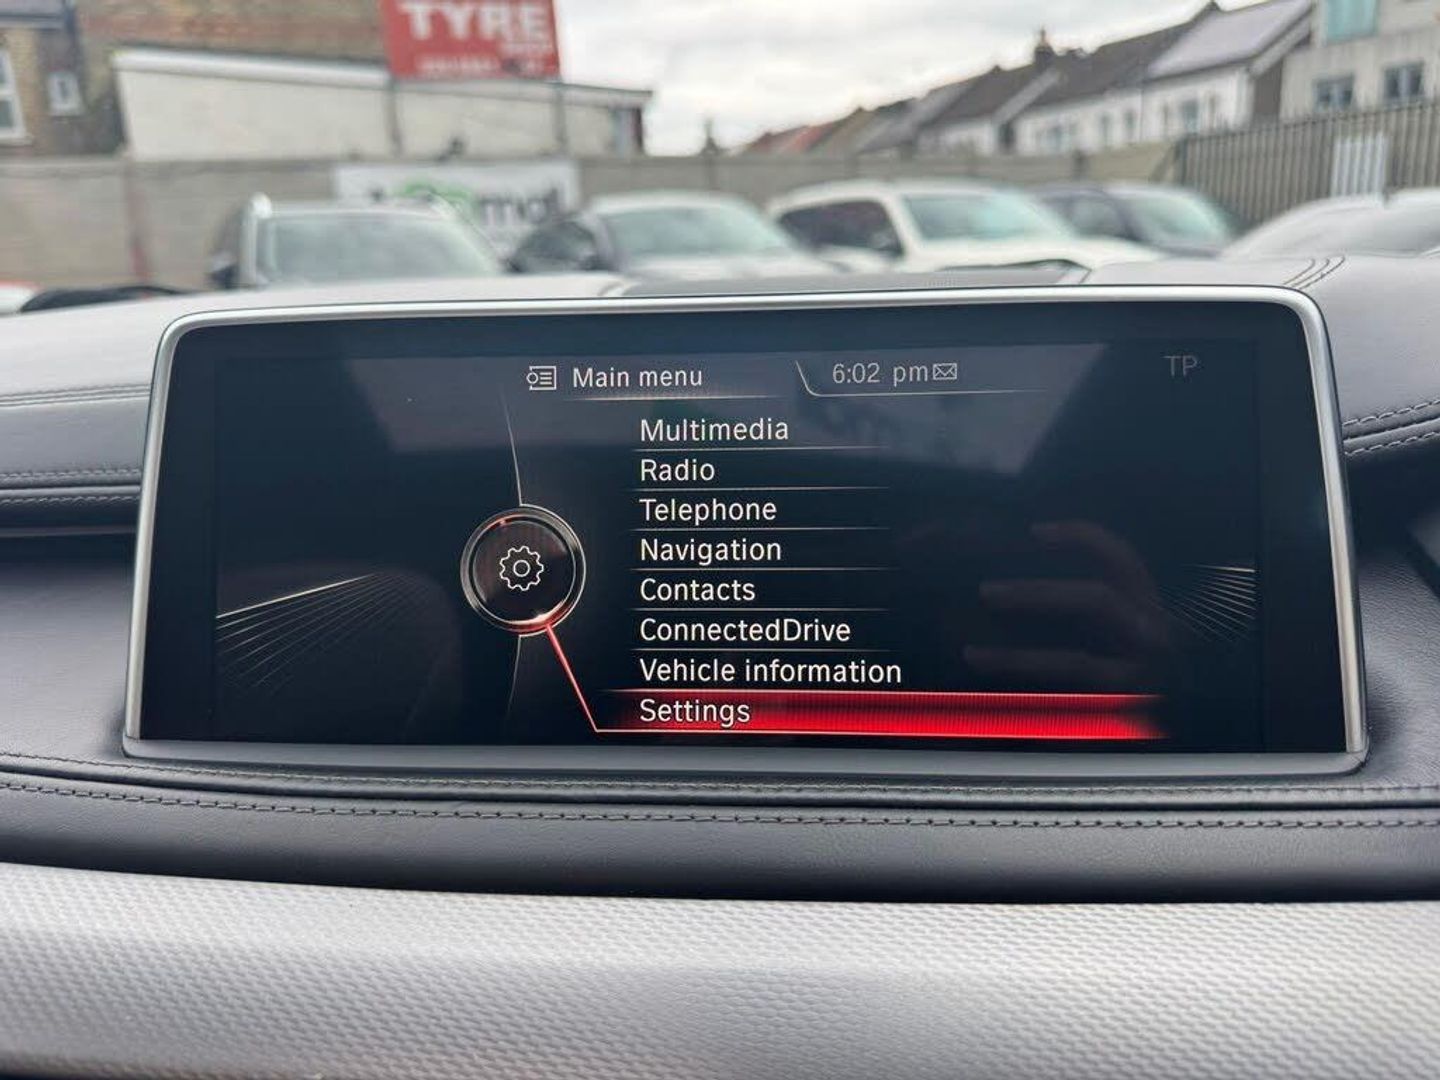 TYRE
Main menu
6:02 pm
TP
Multimedia
Radio
Telephone
Navigation
Contacts
ConnectedDrive
Vehicle information
Settings